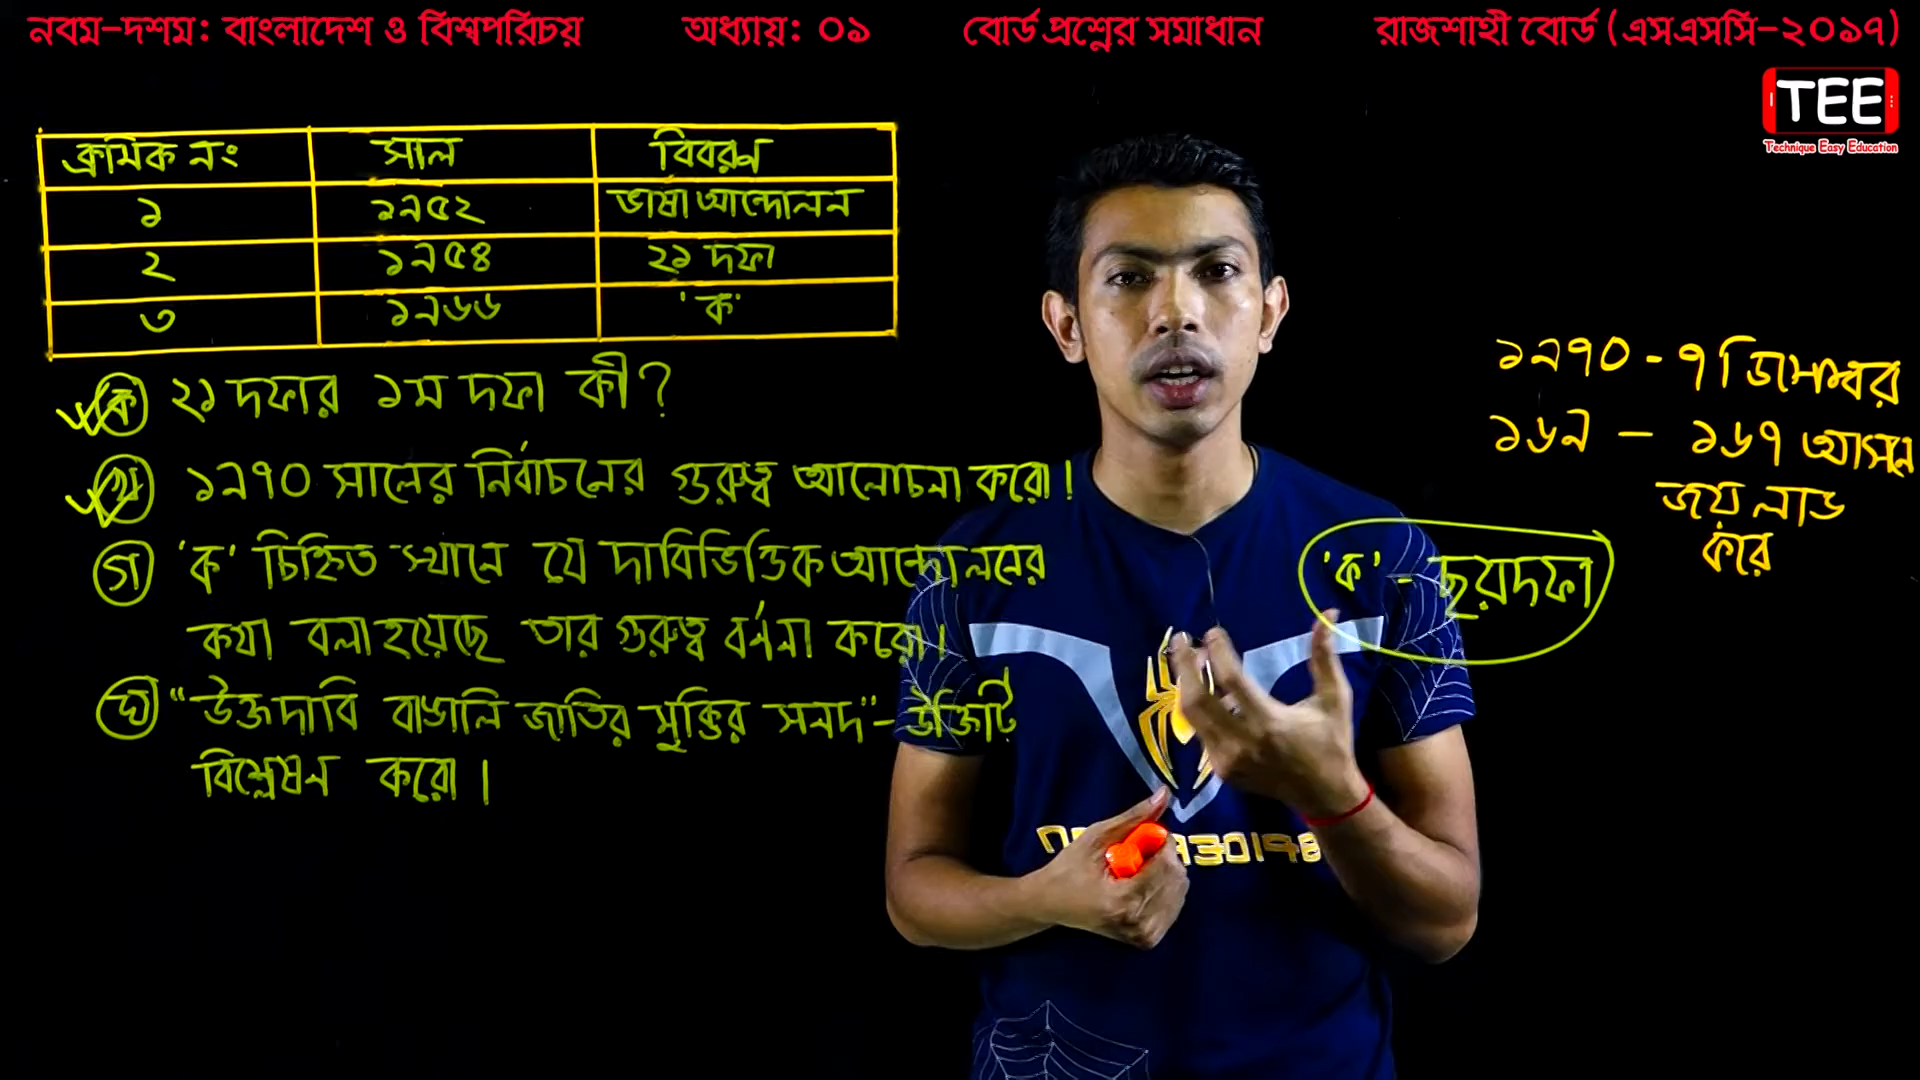 নবম-দশম: বাংলাদেশ ও বিশ্বপরিচয় অধ্যায়: ০১ বোর্ড প্রশ্নের সমাধান রাজশাহী বোর্ড (এসএসসি-২০১৭)
TEE
Technique Easy Education
ক্রমিক নং সাল বিবরণ
১ ১৯৫২ ভাষা আন্দোলন
২ ১৯৫৪ ২১ দফা
৩ ১৯৬৬ 'ক'
ক ২১ দফার ১ম দফা কী?
খ ১৯৭০ সালের নির্বাচনের গুরুত্ব আলোচনা করো।
গ 'ক' চিহ্নিত স্থানে যে দাবিভিত্তিক আন্দোলনের
কথা বলা হয়েছে তার গুরুত্ব বর্ণনা করো।
ঘ "উক্ত দাবি বাঙালি জাতির মুক্তির সনদ"- উক্তিটি
বিশ্লেষণ করো।
১৯৭০ - ৭ ডিসেম্বর
১৬৯ – ১৬৭ আসন
জয় লাভ
করে
'ক' - ছয়দফা